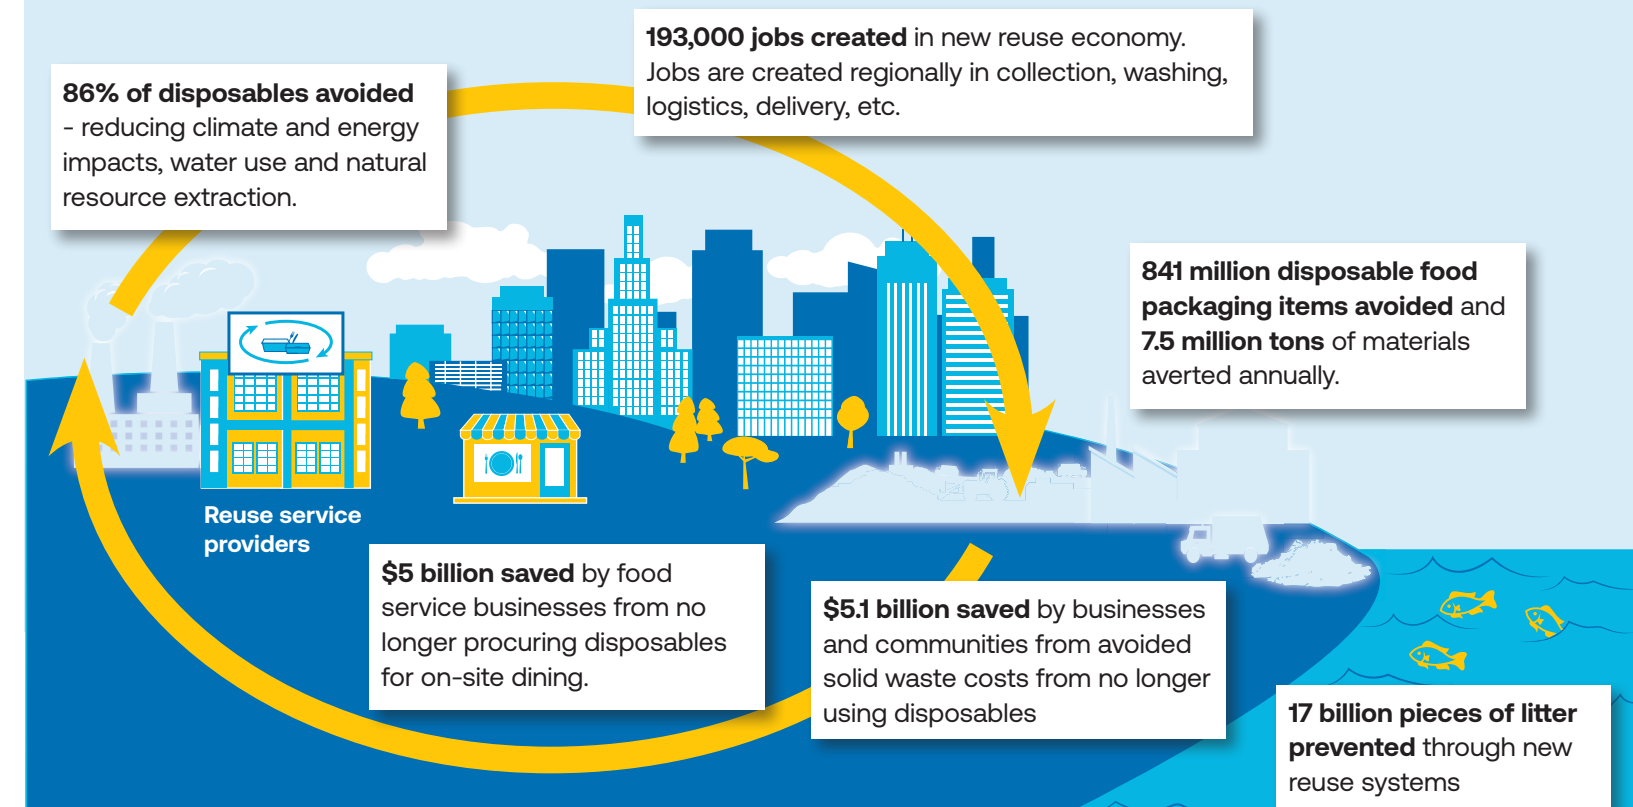 193,000 jobs created in new reuse economy.
Jobs are created regionally in collection, washing,
logistics, delivery, etc.
86% of disposables avoided
- reducing climate and energy
impacts, water use and natural
resource extraction.
841 million disposable food
packaging items avoided and
7.5 million tons of materials
averted annually.
Reuse service
providers
$5 billion saved by food
service businesses from no
longer procuring disposables
for on-site dining.
$5.1 billion saved by businesses
and communities from avoided
solid waste costs from no longer
using disposables
17 billion pieces of litter
prevented through new
reuse systems